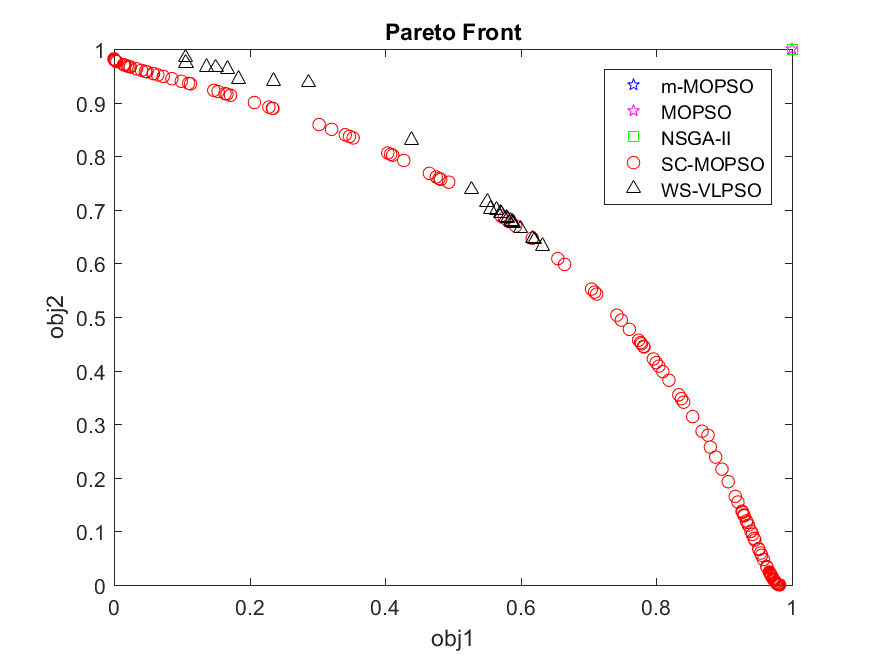 Pareto Front
1
0.9
0.8
0.7
0.6
0.5
0.4
0.3
0.2
0.1
0
obj2
m-MOPSO
MOPSO
NSGA-II
SC-MOPSO
WS-VLPSO
0 0.2 0.4 0.6 0.8 1
obj1